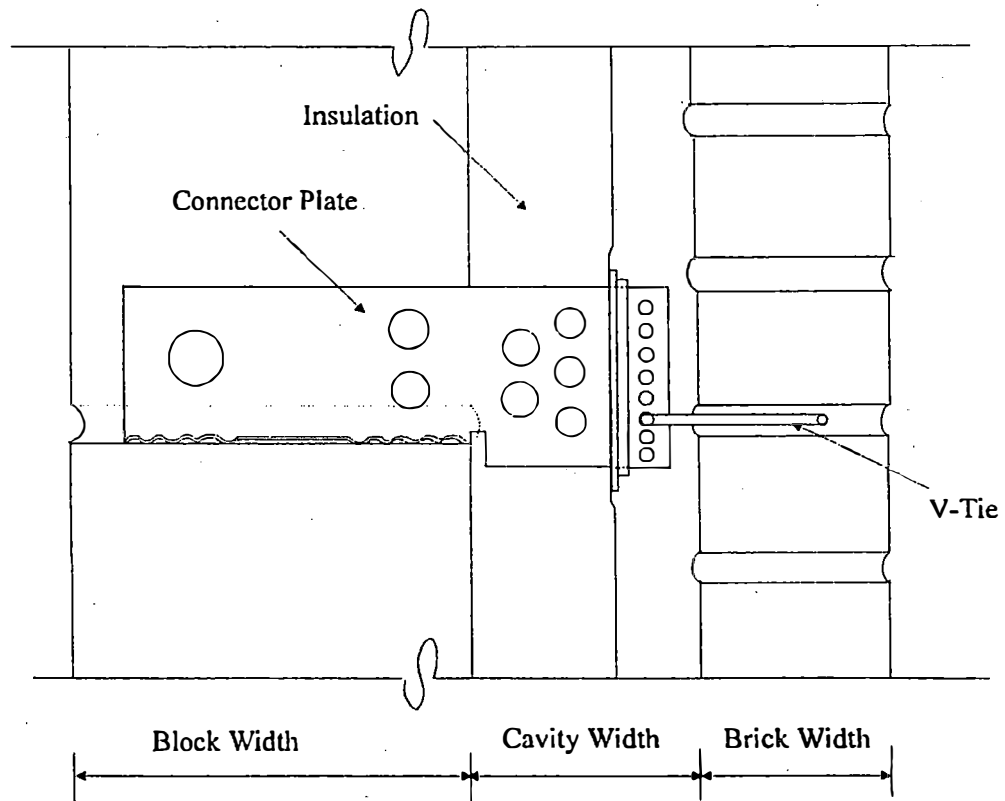 Insulation
Connector Plate
V-Tie
Block Width
Cavity Width
Brick Width